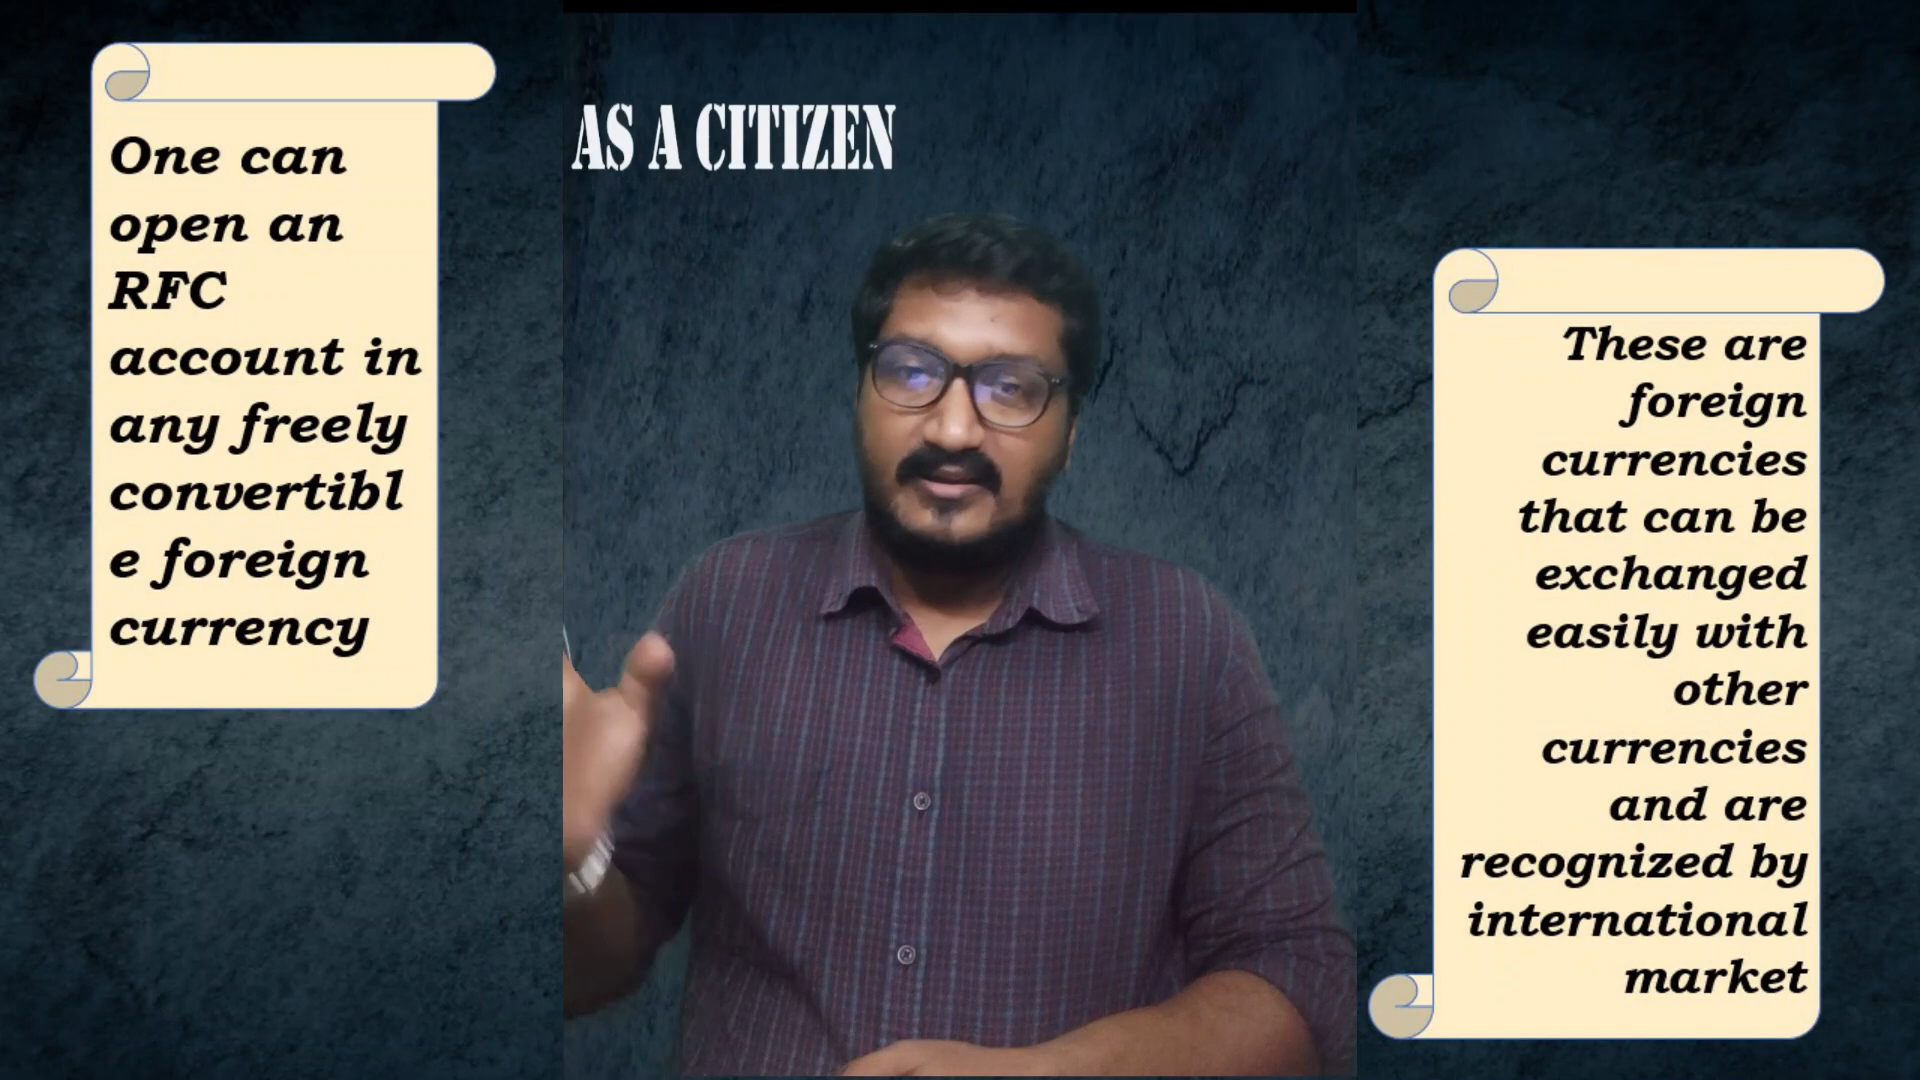 One can
open an
RFC
account in
any freely
convertibl
e foreign
currency
AS A CITIZEN
These are
foreign
currencies
that can be
exchanged
easily with
other
currencies
and are
recognized by
international
market